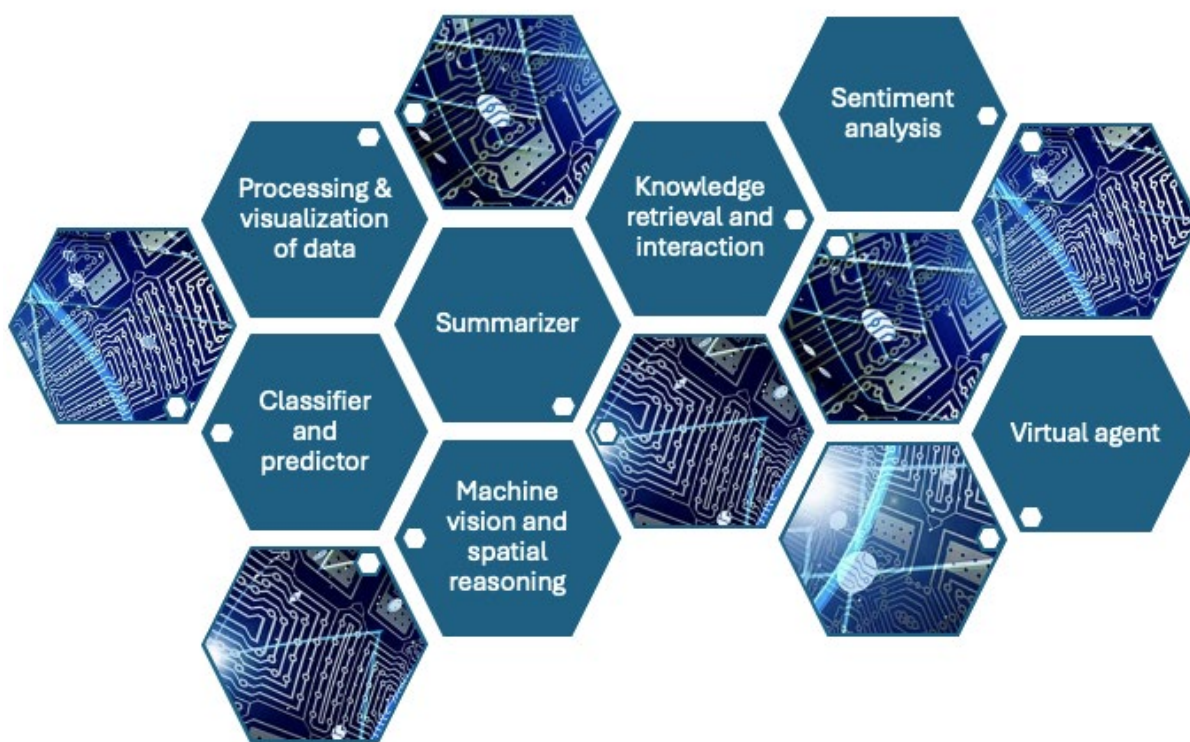 Sentiment
analysis
Processing &
visualization
of data
Knowledge
retrieval and
interaction
Summarizer
Classifier
and
predictor
Virtual agent
Machine
vision and
spatial
reasoning